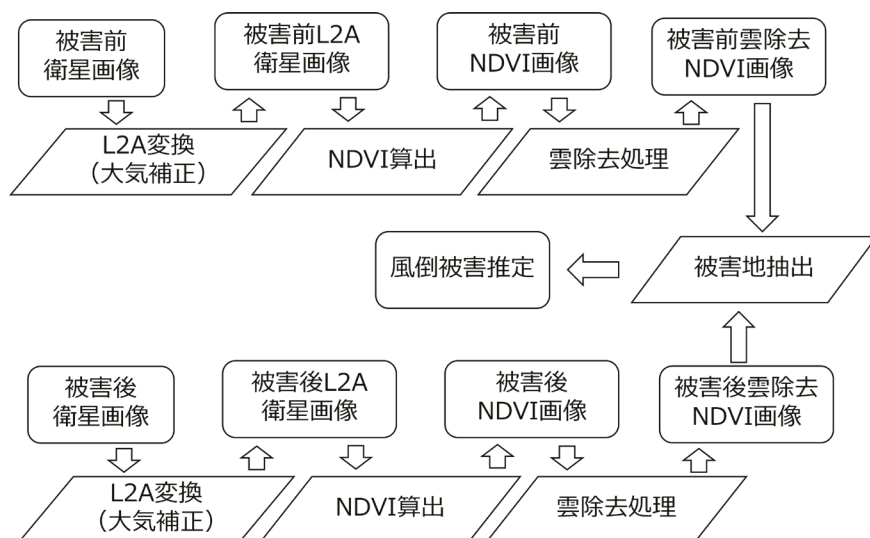 被害前
衛星画像
被害前L2A
衛星画像
被害前
NDVI画像
被害前雲除去
NDVI画像
L2A変換
（大気補正）
NDVI算出
雲除去処理
風倒被害推定
被害地抽出
被害後
衛星画像
被害後L2A
衛星画像
被害後
NDVI画像
被害後雲除去
NDVI画像
L2A変換
（大気補正）
NDVI算出
雲除去処理